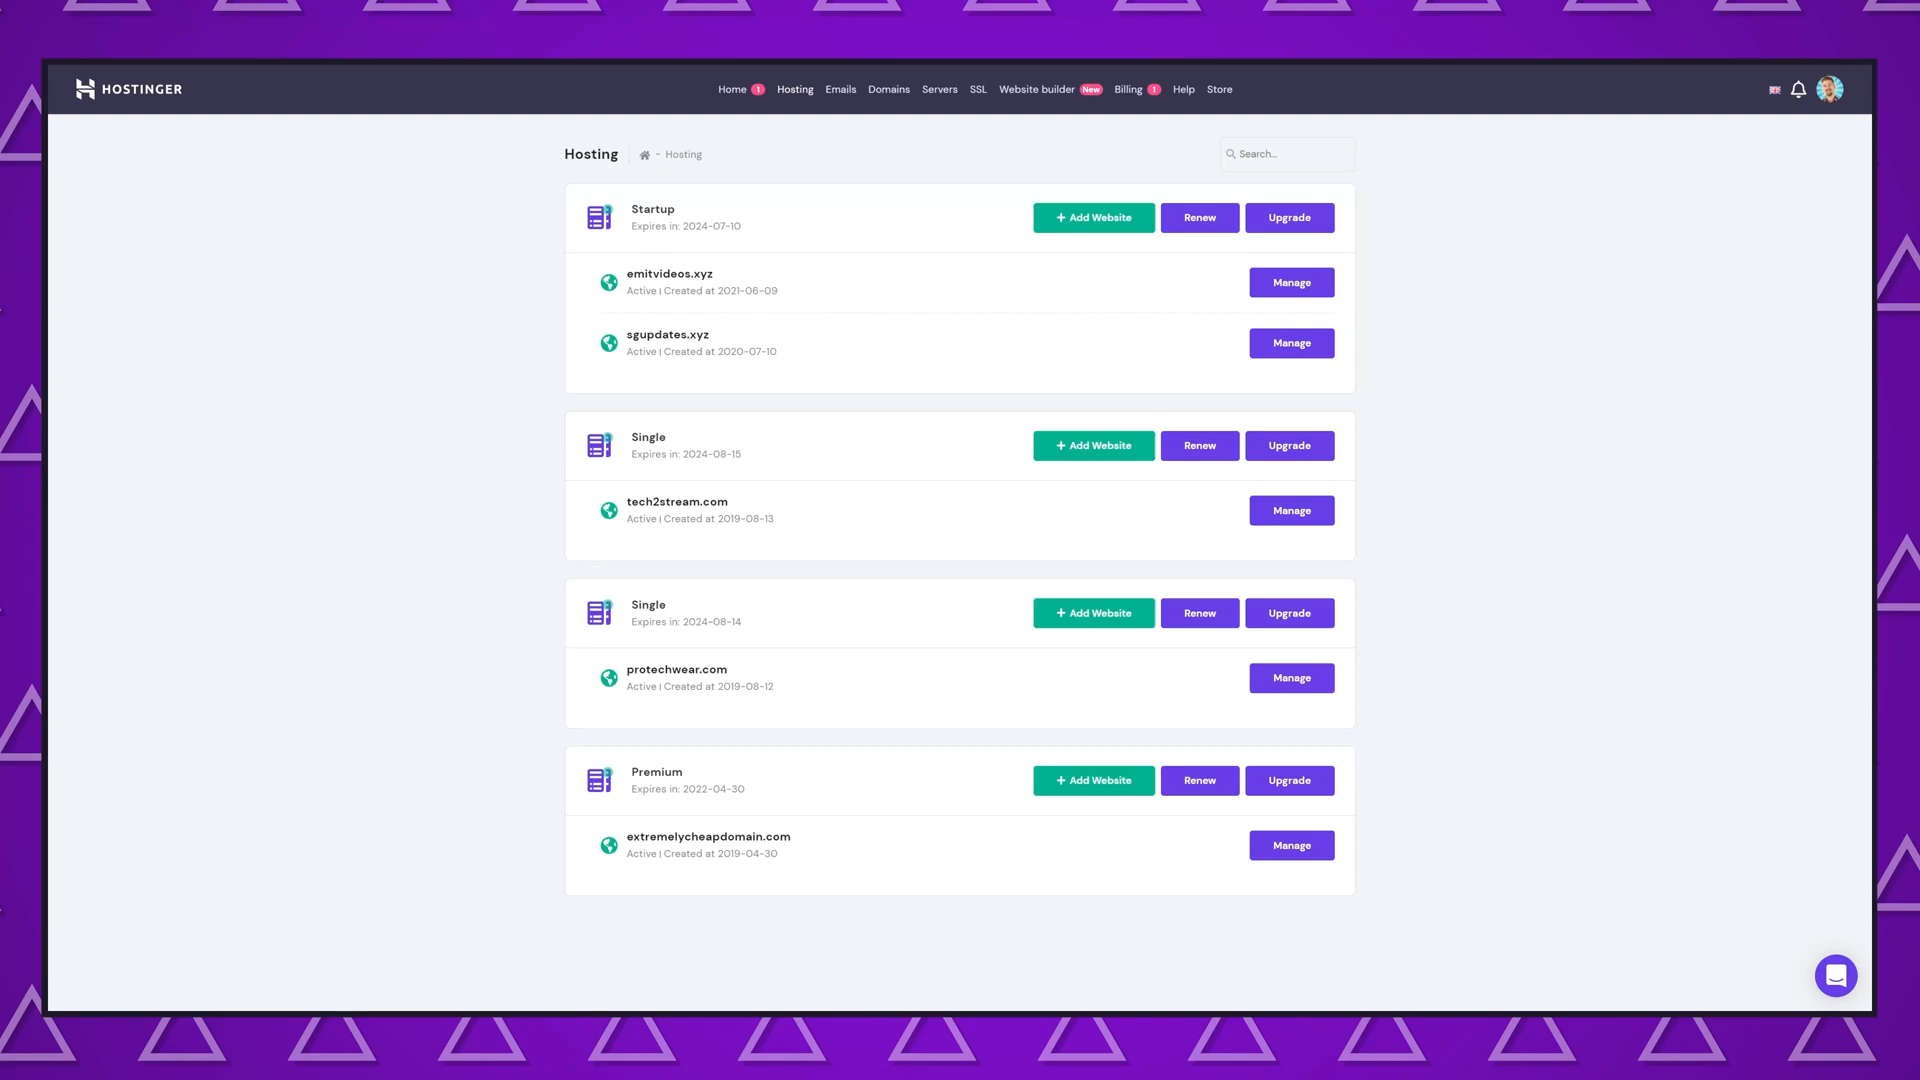 HOSTINGER
Home 1 Hosting Emails Domains Servers SSL Website builder New Billing 1 Help Store
Hosting - Hosting
Search...
Startup
Expires in: 2024-07-10
+ Add Website Renew Upgrade
emitvideos.xyz
Active | Created at 2021-06-09
Manage
sgupdates.xyz
Active | Created at 2020-07-10
Manage
Single
Expires in: 2024-08-15
+ Add Website Renew Upgrade
tech2stream.com
Active | Created at 2019-08-13
Manage
Single
Expires in: 2024-08-14
+ Add Website Renew Upgrade
protechwear.com
Active | Created at 2019-08-12
Manage
Premium
Expires in: 2022-04-30
+ Add Website Renew Upgrade
extremelycheapdomain.com
Active | Created at 2019-04-30
Manage